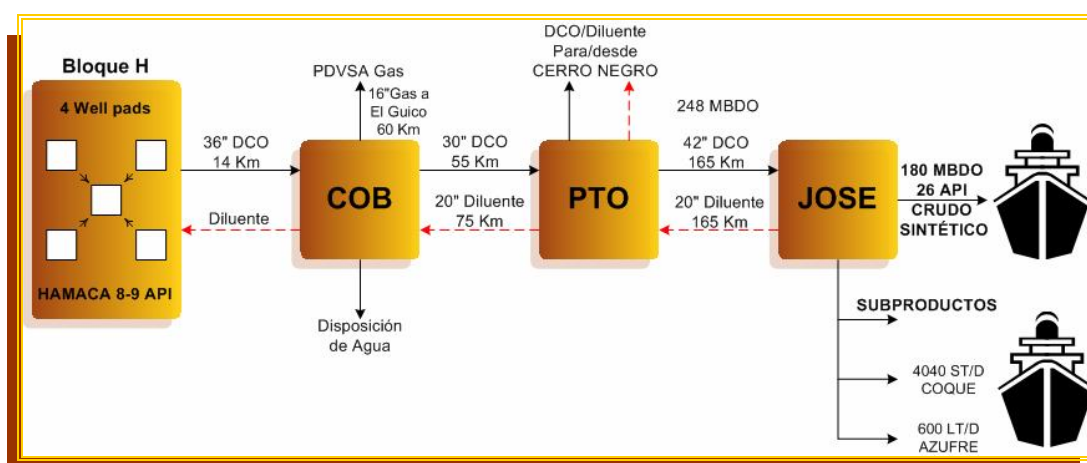 Bloque H
4 Well pads
HAMACA 8-9 API
36" DCO
14 Km
Diluente
PDVSA Gas
16"Gas a
El Guico
60 Km
COB
Disposición
de Agua
30" DCO
55 Km
20" Diluente
75 Km
DCO/Diluente
Para/desde
CERRO NEGRO
PTO
248 MBDO
42" DCO
165 Km
20" Diluente
165 Km
JOSE
180 MBDO
26 API
CRUDO
SINTÉTICO
SUBPRODUCTOS
4040 ST/D
COQUE
600 LT/D
AZUFRE